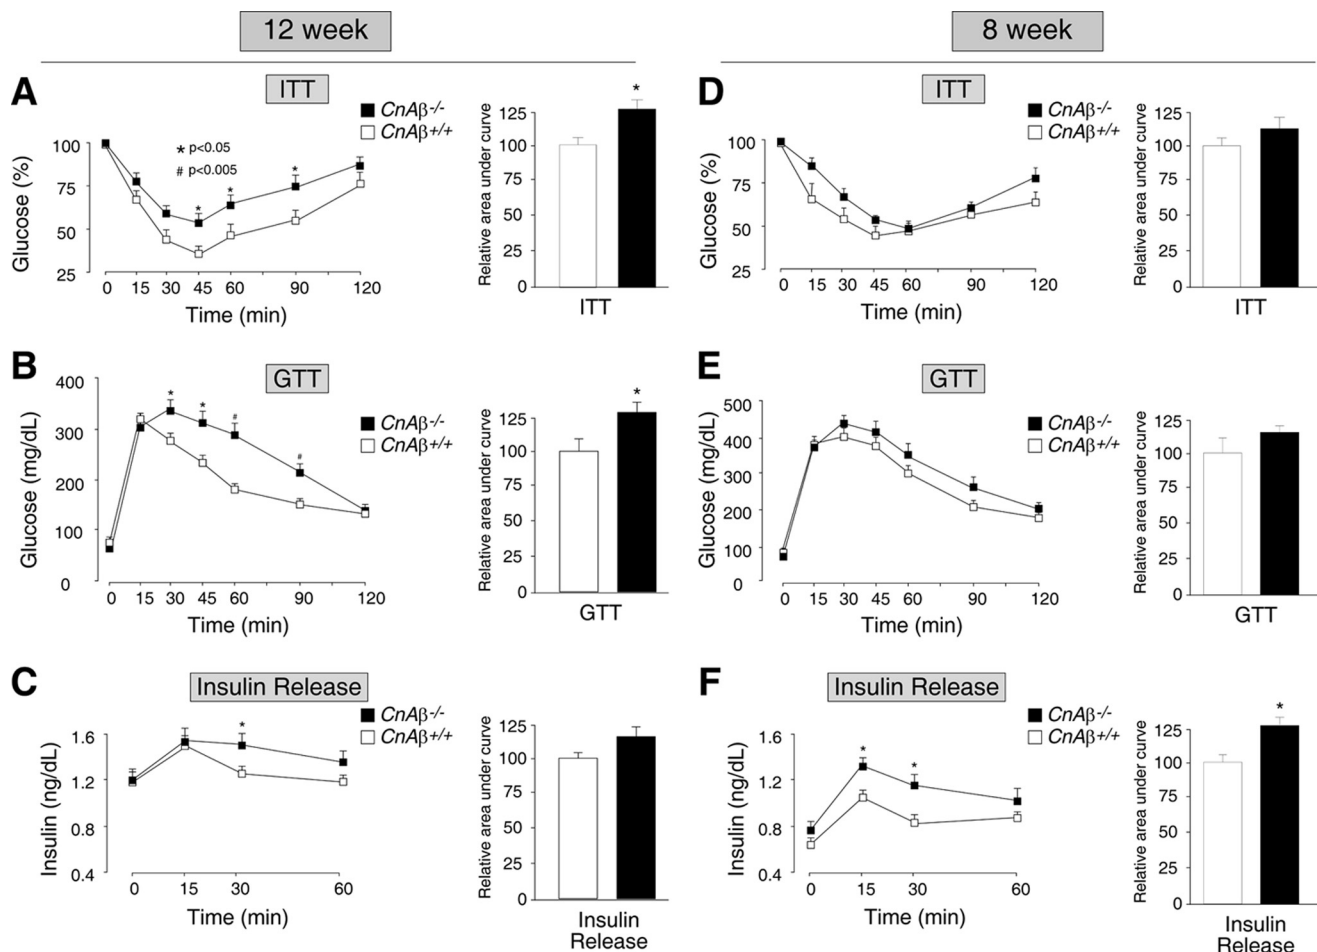 12 week
8 week
A
ITT
CnAβ-/-
CnAβ+/+
* p<0.05
# p<0.005
Glucose (%)
100
75
50
25
0 15 30 45 60 90 120
Time (min)
* * * *
Relative area under curve
125
100
75
50
25
0
*
ITT
D
ITT
CnAβ-/-
CnAβ+/+
Glucose (%)
100
75
50
25
0 15 30 45 60 90 120
Time (min)
Relative area under curve
125
100
75
50
25
0
ITT
B
GTT
CnAβ-/-
CnAβ+/+
Glucose (mg/dL)
400
300
200
100
0
* * # #
0 15 30 45 60 90 120
Time (min)
Relative area under curve
125
100
75
50
25
0
*
GTT
E
GTT
CnAβ-/-
CnAβ+/+
Glucose (mg/dL)
500
400
300
200
100
0
0 15 30 45 60 90 120
Time (min)
Relative area under curve
125
100
75
50
25
0
GTT
C
Insulin Release
CnAβ-/-
CnAβ+/+
Insulin (ng/dL)
1.6
1.2
0.8
0.4
*
0 15 30 60
Time (min)
Relative area under curve
125
100
75
50
25
0
Insulin
Release
F
Insulin Release
CnAβ-/-
CnAβ+/+
Insulin (ng/dL)
1.6
1.2
0.8
0.4
* *
0 15 30 60
Time (min)
Relative area under curve
125
100
75
50
25
0
*
Insulin
Release